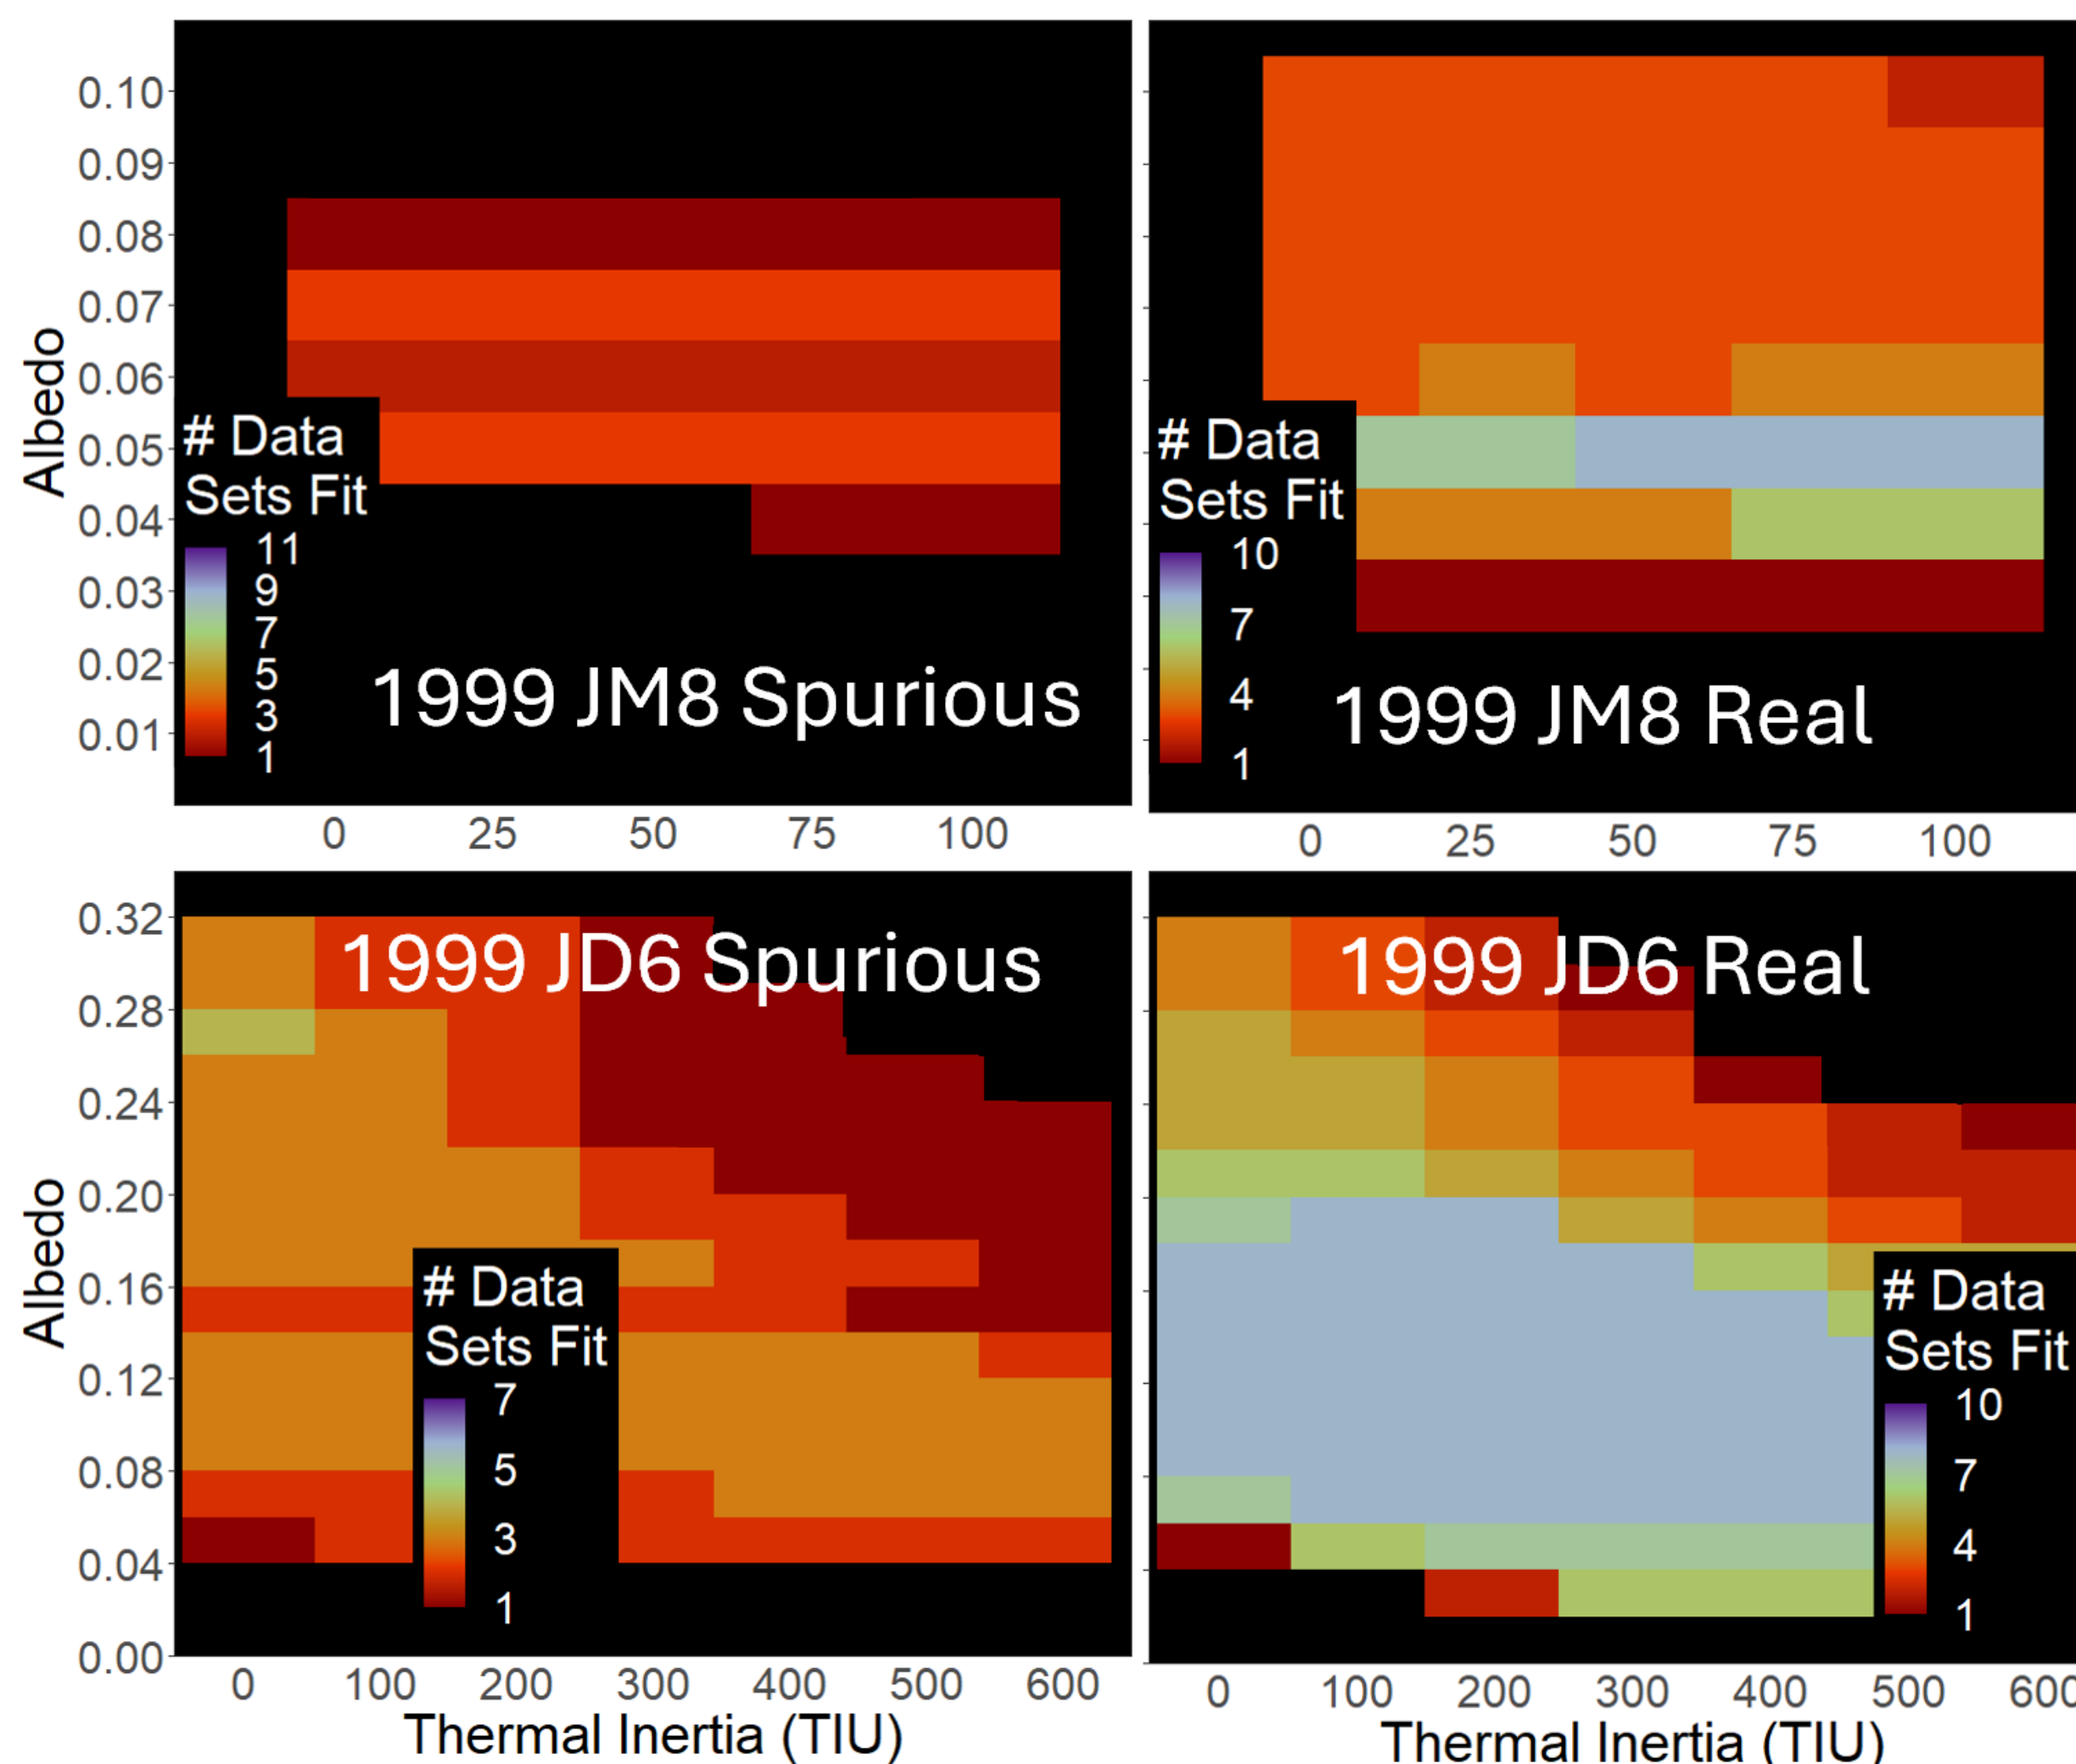 0.10
0.09
0.08
0.07
0.06
0.05
0.04
0.03
0.02
0.01
Albedo
# Data
Sets Fit
11
9
7
5
3
1
1999 JM8 Spurious
0 25 50 75 100
# Data
Sets Fit
10
7
4
1
1999 JM8 Real
0 25 50 75 100
0.32
0.28
0.24
0.20
0.16
0.12
0.08
0.04
0.00
Albedo
1999 JD6 Spurious
# Data
Sets Fit
7
5
3
1
0 100 200 300 400 500 600
Thermal Inertia (TIU)
1999 JD6 Real
# Data
Sets Fit
10
7
4
1
0 100 200 300 400 500 600
Thermal Inertia (TIU)